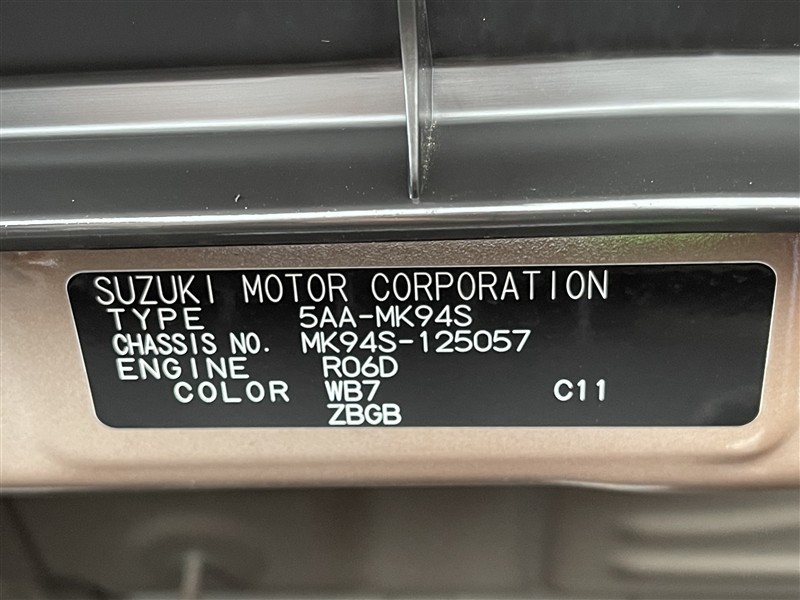 SUZUKI MOTOR CORPORATION
TYPE 5AA-MK94S
CHASSIS NO. MK94S-125057
ENGINE R06D
COLOR WB7 C11
ZBGB